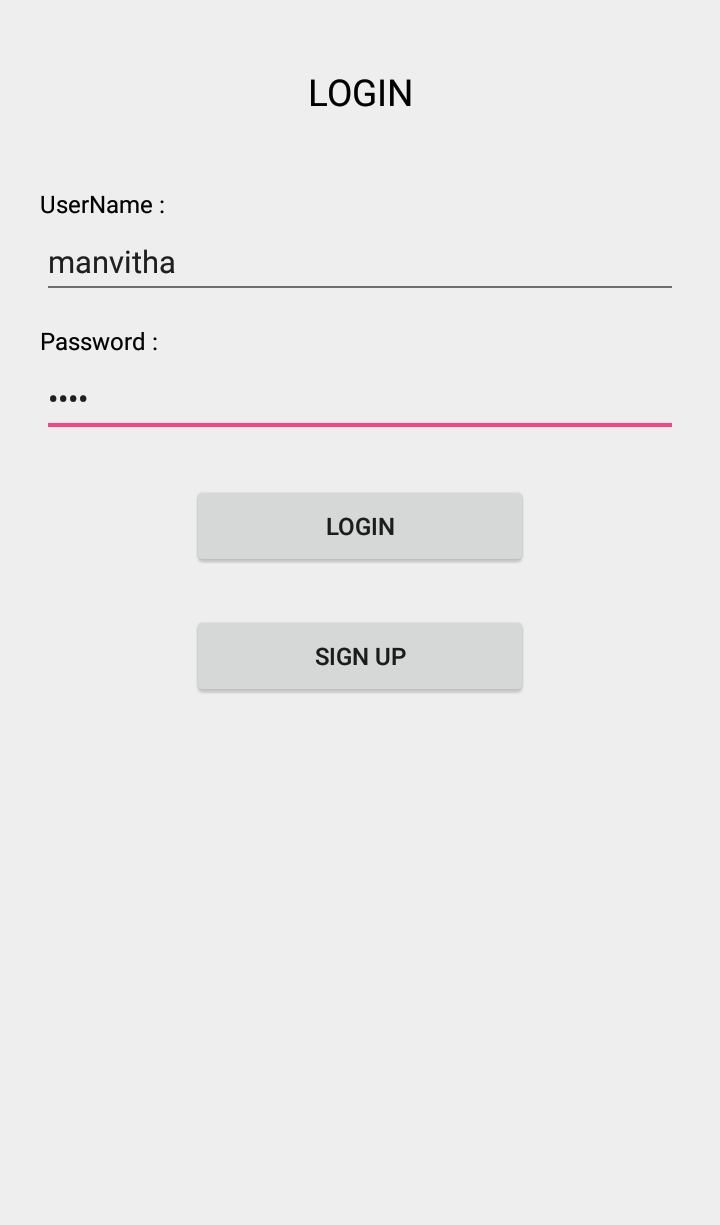 LOGIN
UserName :
manvitha
Password :
••••
LOGIN
SIGN UP